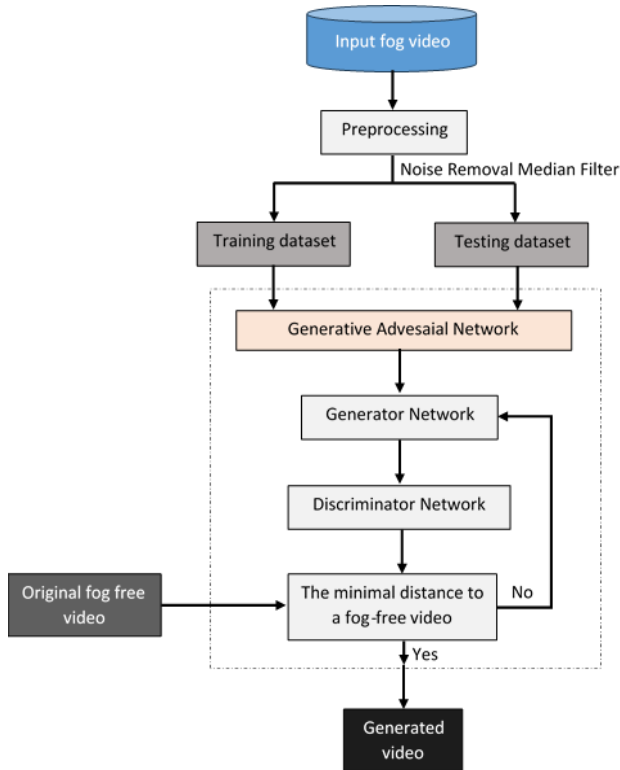 Input fog video
Preprocessing
Noise Removal Median Filter
Training dataset
Testing dataset
Generative Advesaial Network
Generator Network
Discriminator Network
Original fog free
video
The minimal distance to
a fog-free video
No
Yes
Generated
video